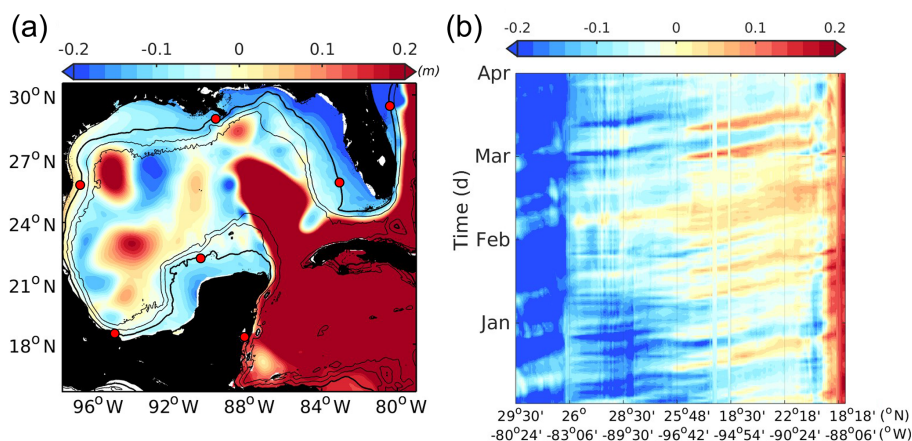 (a)
-0.2 -0.1 0 0.1 0.2
(m)
30°N
27°N
24°N
21°N
18°N
96°W 92°W 88°W 84°W 80°W
(b)
-0.2 -0.1 0 0.1 0.2
Time (d)
Apr
Mar
Feb
Jan
29°30' 26° 28°30' 25°48' 18°30' 22°18' 18°18' (°N)
-80°24' -83°06' -89°30' -96°42' -94°54' -90°24' -88°06' (°W)